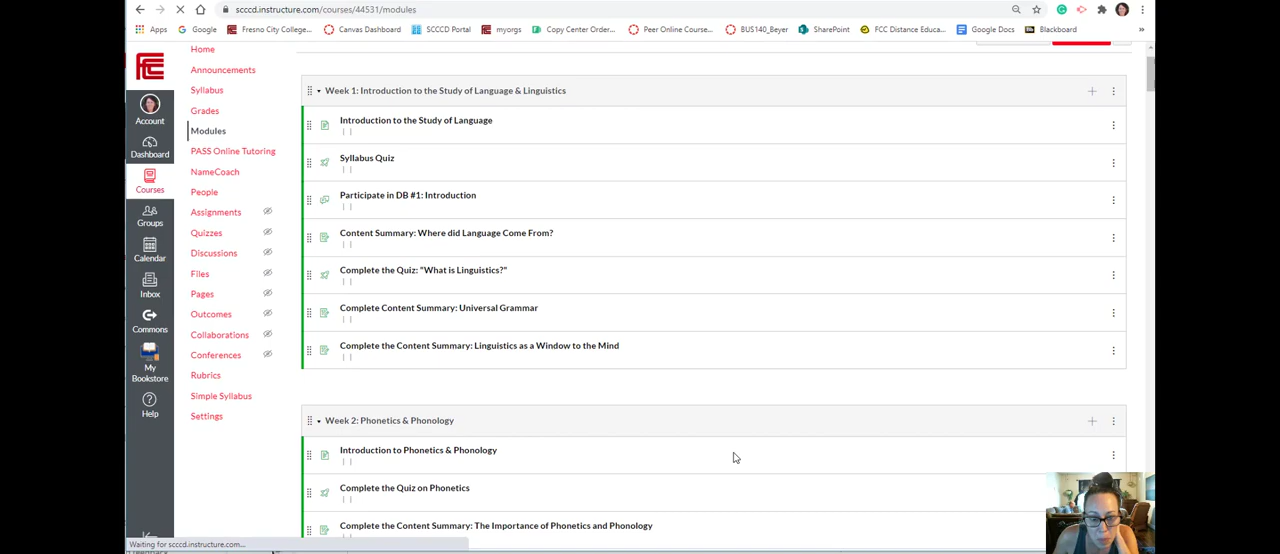 scccd.instructure.com/courses/44531/modules
Apps Google Fresno City College... Canvas Dashboard SCCCD Portal myorgs Copy Center Order... Peer Online Course... BUS140_Beyer SharePoint FCC Distance Educa... Google Docs Blackboard »
Home
Announcements
Syllabus
Grades
Modules
PASS Online Tutoring
NameCoach
People
Assignments
Quizzes
Discussions
Files
Pages
Outcomes
Collaborations
Conferences
Rubrics
Simple Syllabus
Settings
Account
Dashboard
Courses
Groups
Calendar
Inbox
Commons
My
Bookstore
Help
Week 1: Introduction to the Study of Language & Linguistics
Introduction to the Study of Language
Syllabus Quiz
Participate in DB #1: Introduction
Content Summary: Where did Language Come From?
Complete the Quiz: "What is Linguistics?"
Complete Content Summary: Universal Grammar
Complete the Content Summary: Linguistics as a Window to the Mind
Week 2: Phonetics & Phonology
Introduction to Phonetics & Phonology
Complete the Quiz on Phonetics
Complete the Content Summary: The Importance of Phonetics and Phonology
Waiting for scccd.instructure.com...